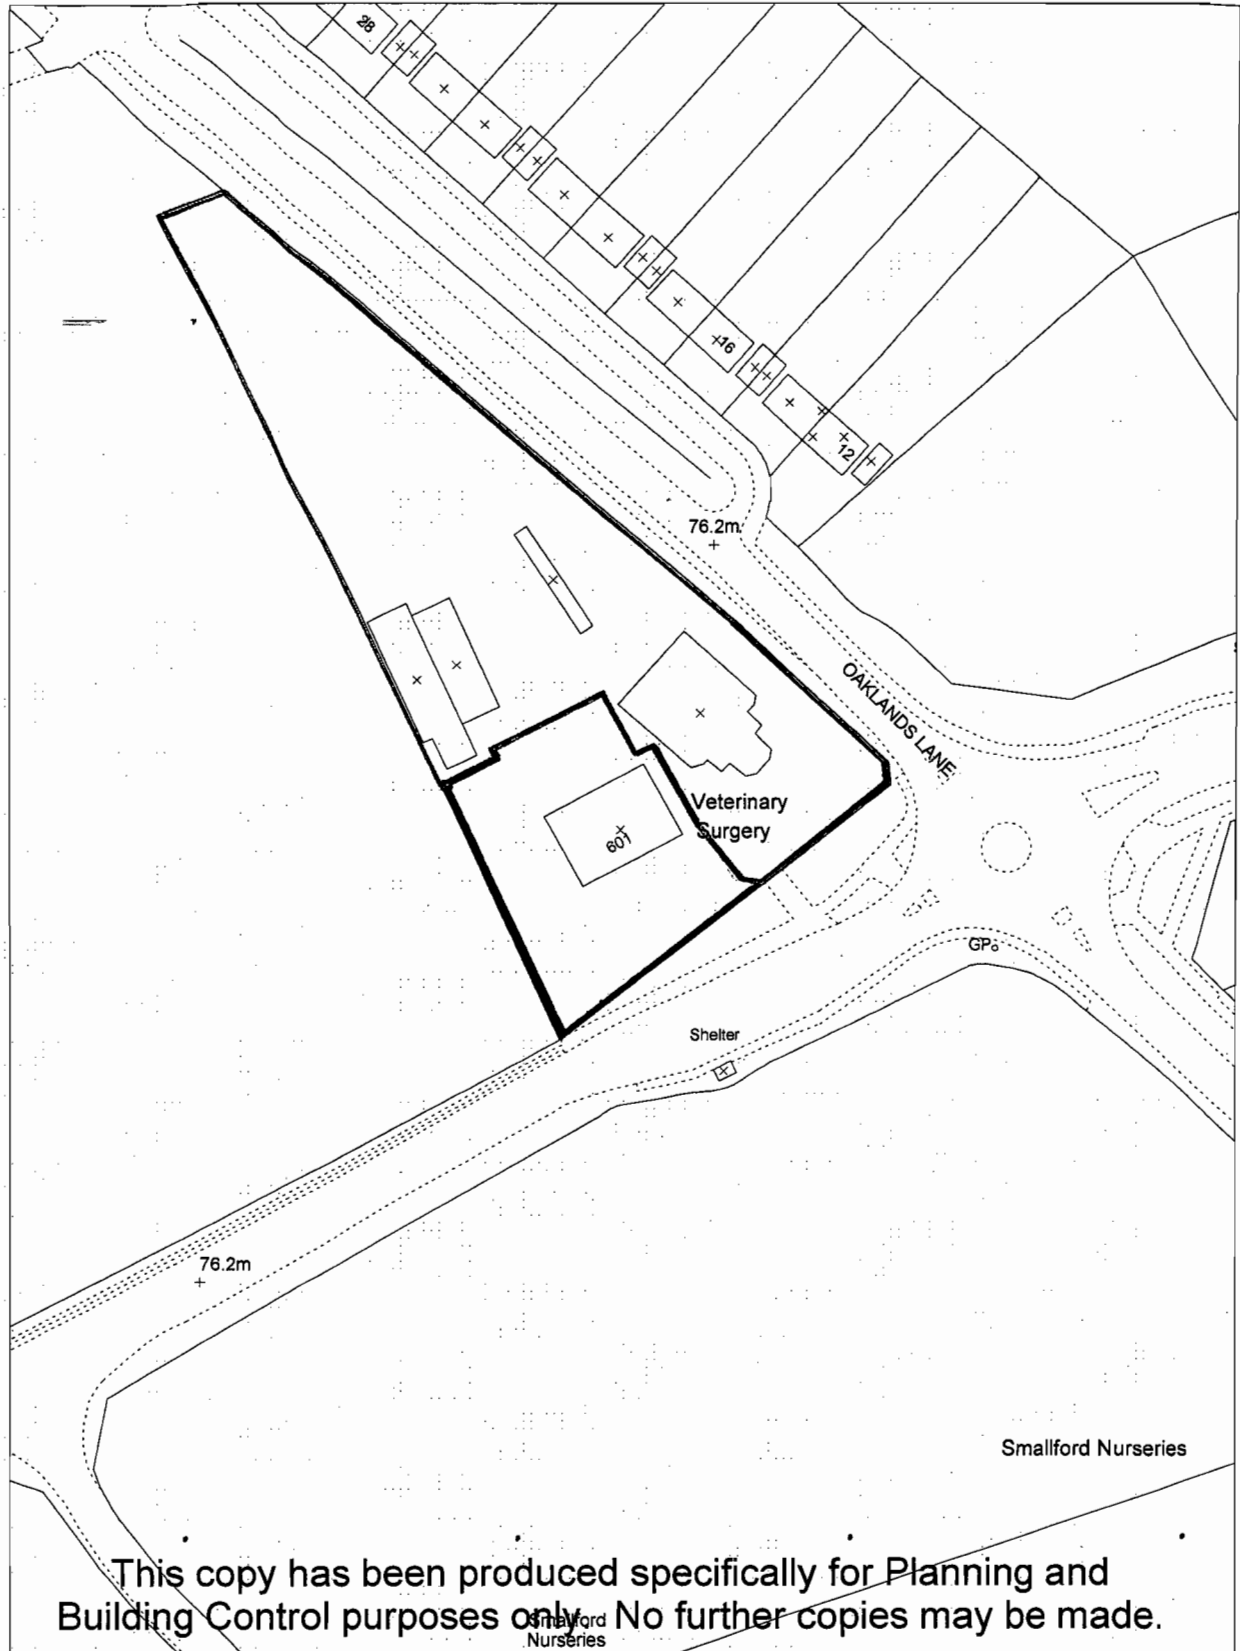 28
16
12
76.2m
OAKLANDS LANE
Veterinary
Surgery
601
GP
Shelter
76.2m
Smallford Nurseries
This copy has been produced specifically for Planning and
Building Control purposes only. No further copies may be made.
Smallford
Nurseries